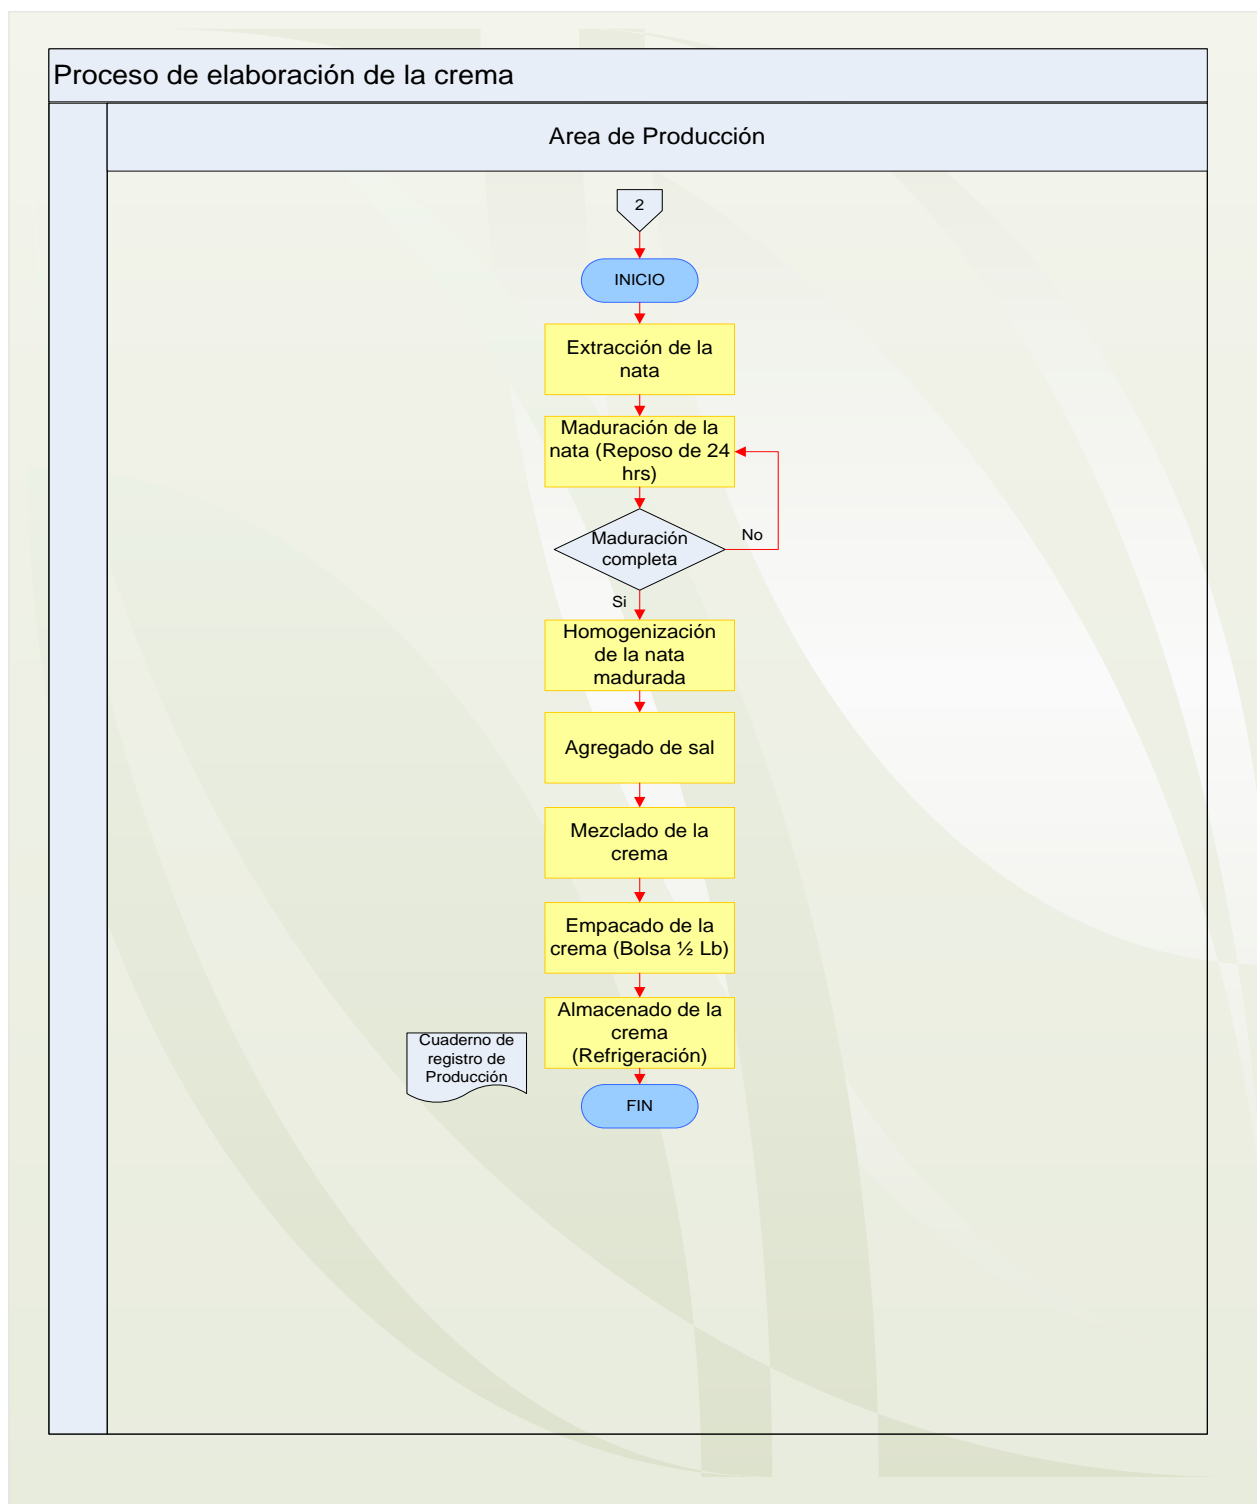 Proceso de elaboración de la crema
Area de Producción
2
INICIO
Extracción de la
nata
Maduración de la
nata (Reposo de 24
hrs)
Maduración
completa
No
Si
Homogenización
de la nata
madurada
Agregado de sal
Mezclado de la
crema
Empacado de la
crema (Bolsa ½ Lb)
Almacenado de la
crema
(Refrigeración)
Cuaderno de
registro de
Producción
FIN